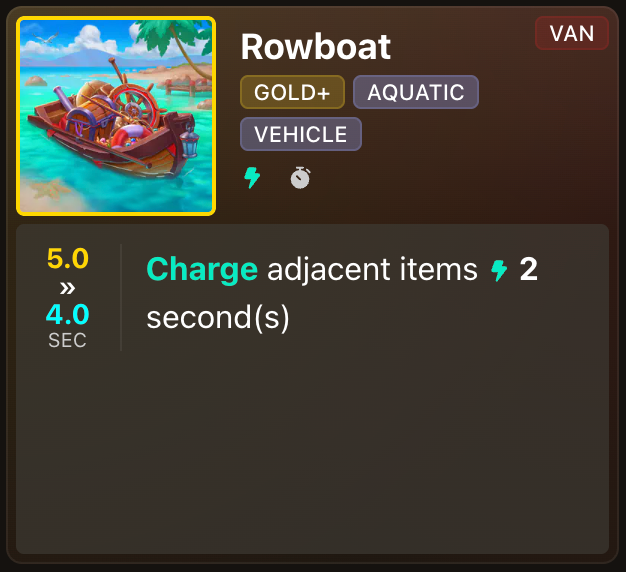 Rowboat
VAN
GOLD+
AQUATIC
VEHICLE
5.0
»
4.0
SEC
Charge adjacent items 2
second(s)